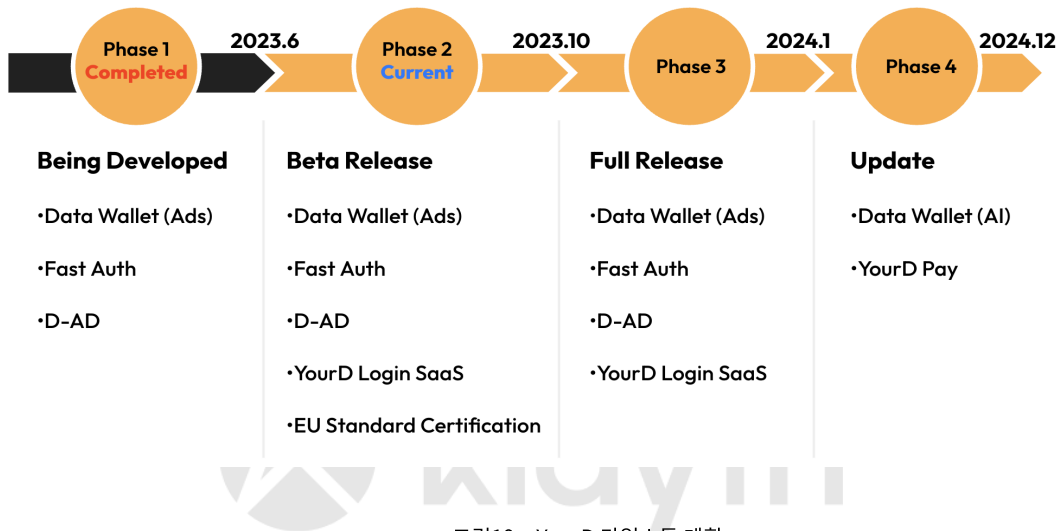 Phase 1
Completed
2023.6
Phase 2
Current
2023.10
Phase 3
2024.1
Phase 4
2024.12
Being Developed
•Data Wallet (Ads)
•Fast Auth
•D-AD
Beta Release
•Data Wallet (Ads)
•Fast Auth
•D-AD
•YourD Login SaaS
•EU Standard Certification
Full Release
•Data Wallet (Ads)
•Fast Auth
•D-AD
•YourD Login SaaS
Update
•Data Wallet (AI)
•YourD Pay